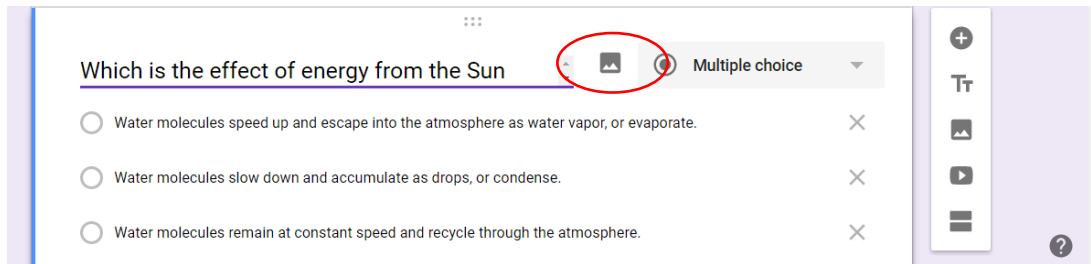 Which is the effect of energy from the Sun
Multiple choice
Water molecules speed up and escape into the atmosphere as water vapor, or evaporate.
Water molecules slow down and accumulate as drops, or condense.
Water molecules remain at constant speed and recycle through the atmosphere.
Tт
?